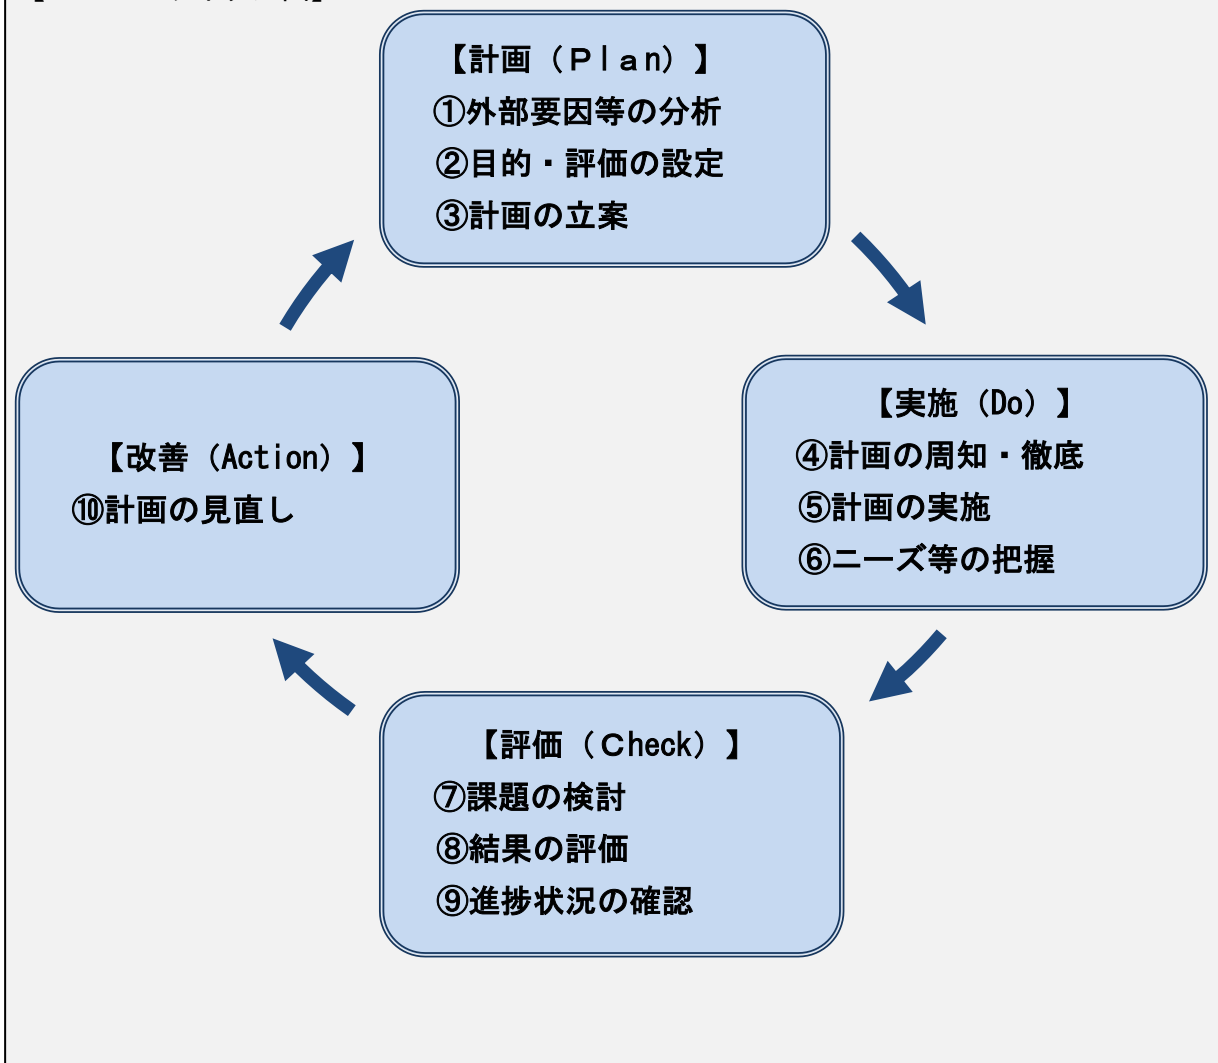 【計画（Ｐｌａｎ）】
①外部要因等の分析
②目的・評価の設定
③計画の立案
【実施（Do）】
④計画の周知・徹底
⑤計画の実施
⑥ニーズ等の把握
【評価（Ｃheck）】
⑦課題の検討
⑧結果の評価
⑨進捗状況の確認
【改善（Action）】
⑩計画の見直し